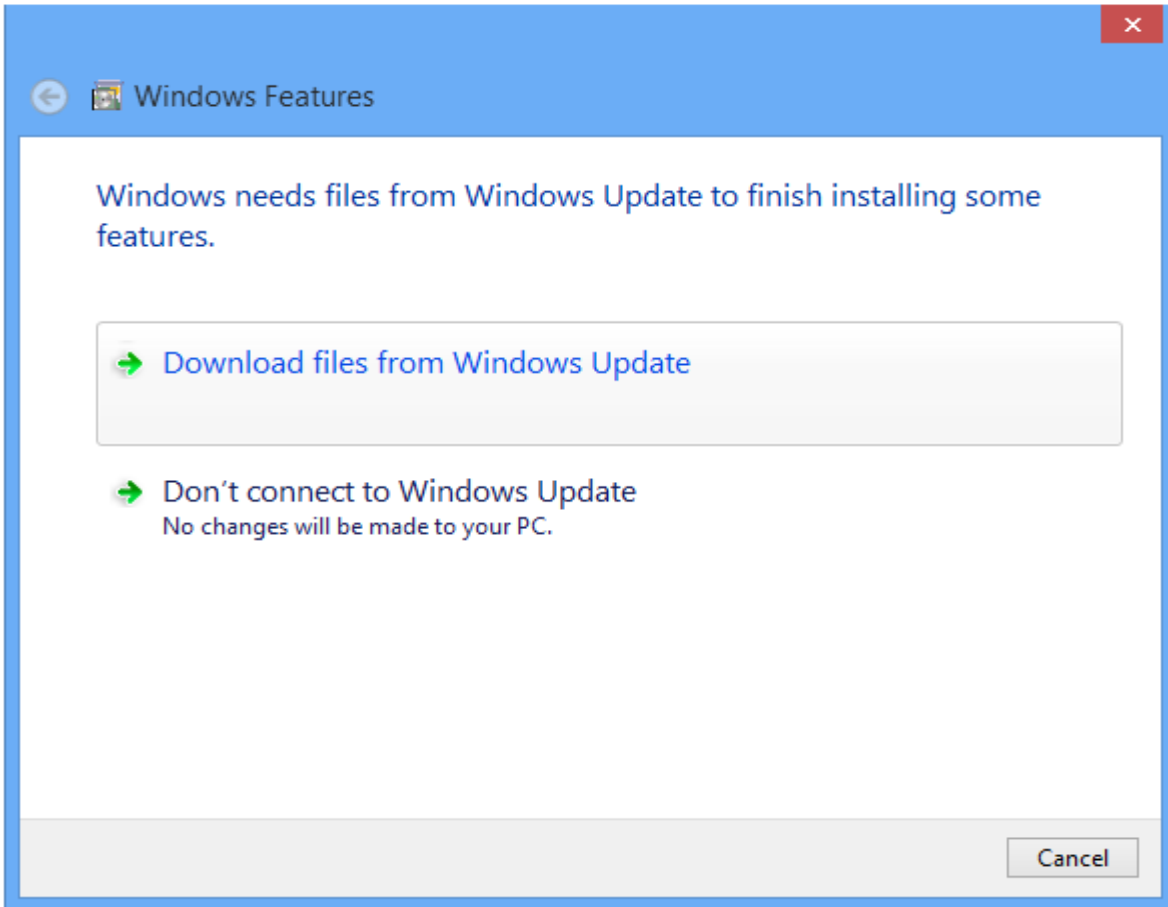 Windows Features
Windows needs files from Windows Update to finish installing some
features.
Download files from Windows Update
Don't connect to Windows Update
No changes will be made to your PC.
Cancel